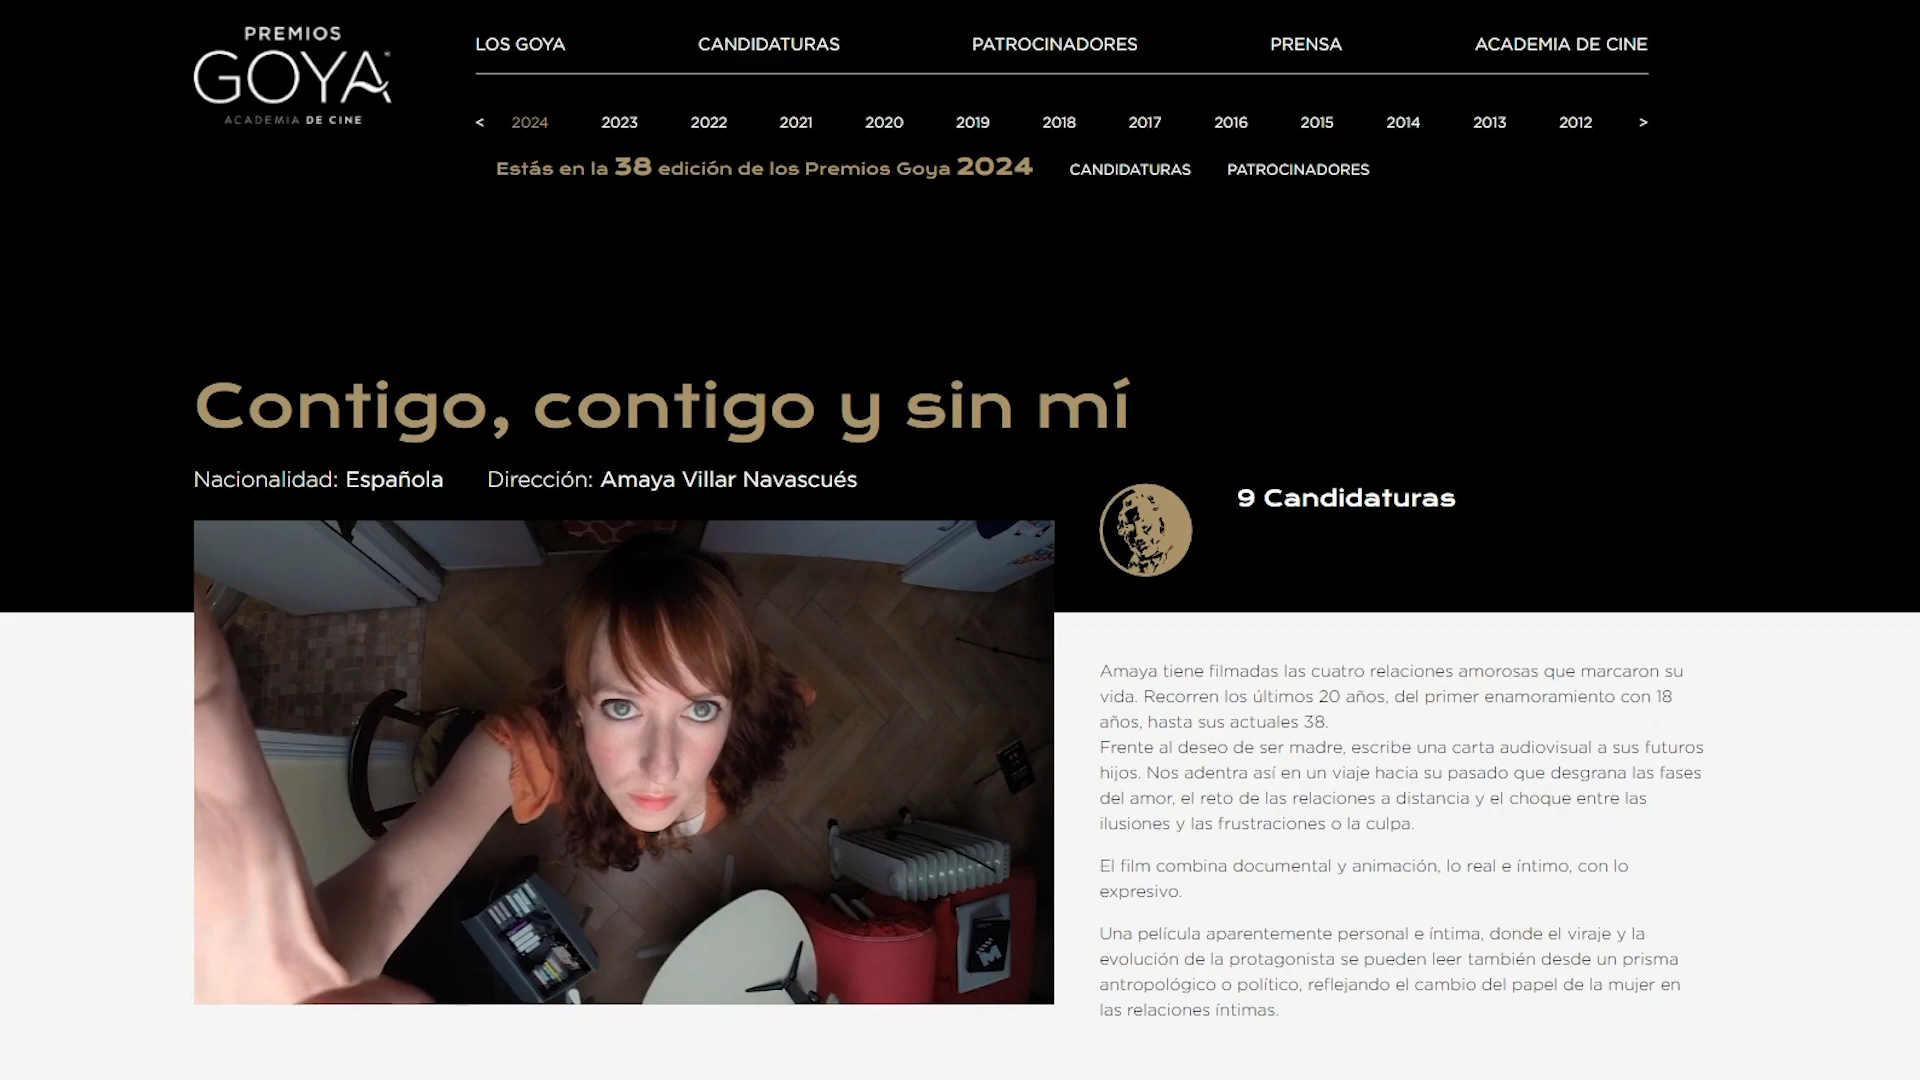 PREMIOS
GOYA
ACADEMIA DE CINE
LOS GOYA
CANDIDATURAS
PATROCINADORES
PRENSA
ACADEMIA DE CINE
< 2024 2023 2022 2021 2020 2019 2018 2017 2016 2015 2014 2013 2012 >
Estás en la 38 edición de los Premios Goya 2024
CANDIDATURAS
PATROCINADORES
Contigo, contigo y sin mí
Nacionalidad: Española
Dirección: Amaya Villar Navascués
9 Candidaturas
Amaya tiene filmadas las cuatro relaciones amorosas que marcaron su
vida. Recorren los últimos 20 años, del primer enamoramiento con 18
años, hasta sus actuales 38.
Frente al deseo de ser madre, escribe una carta audiovisual a sus futuros
hijos. Nos adentra así en un viaje hacia su pasado que desgrana las fases
del amor, el reto de las relaciones a distancia y el choque entre las
ilusiones y las frustraciones o la culpa.
El film combina documental y animación, lo real e íntimo, con lo
expresivo.
Una película aparentemente personal e íntima, donde el viraje y la
evolución de la protagonista se pueden leer también desde un prisma
antropológico o político, reflejando el cambio del papel de la mujer en
las relaciones íntimas.